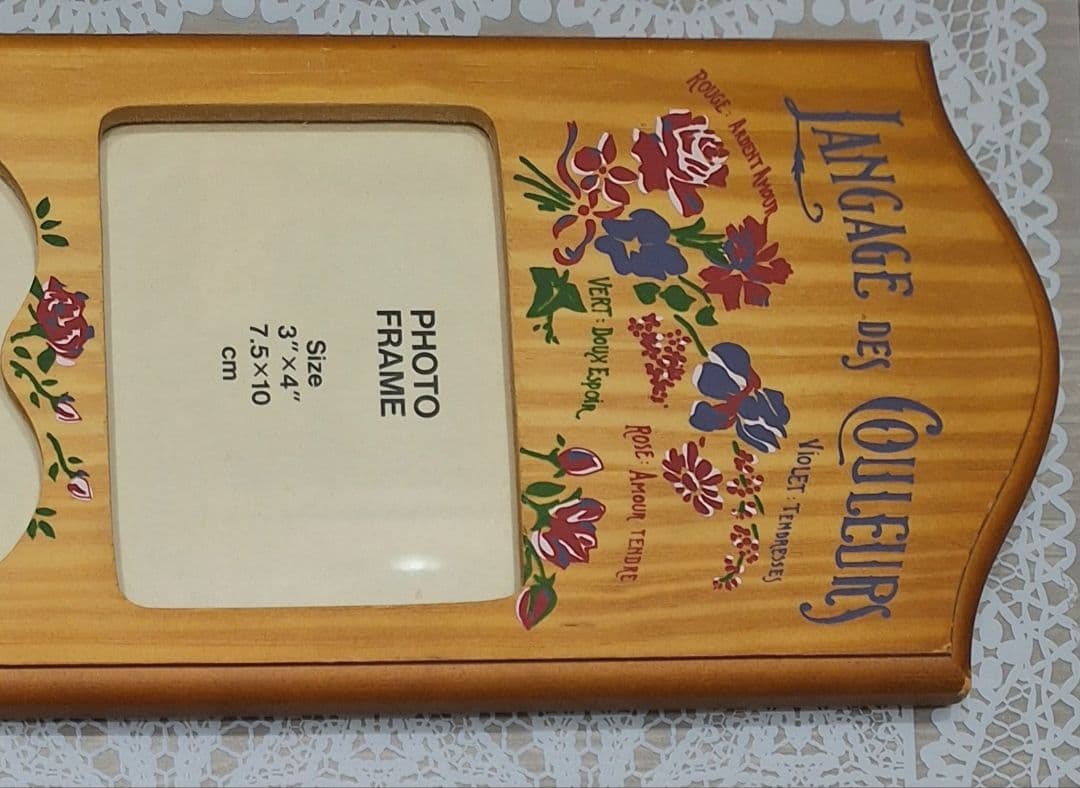 LANGAGE DES COULEURS
ROUGE: ARDENT AMOUR
VIOLET: TENDRESSES
VERT: DOUX ESPOIR
ROSE: AMOUR TENDRE
PHOTO
FRAME
Size
3"×4"
7.5×10
cm